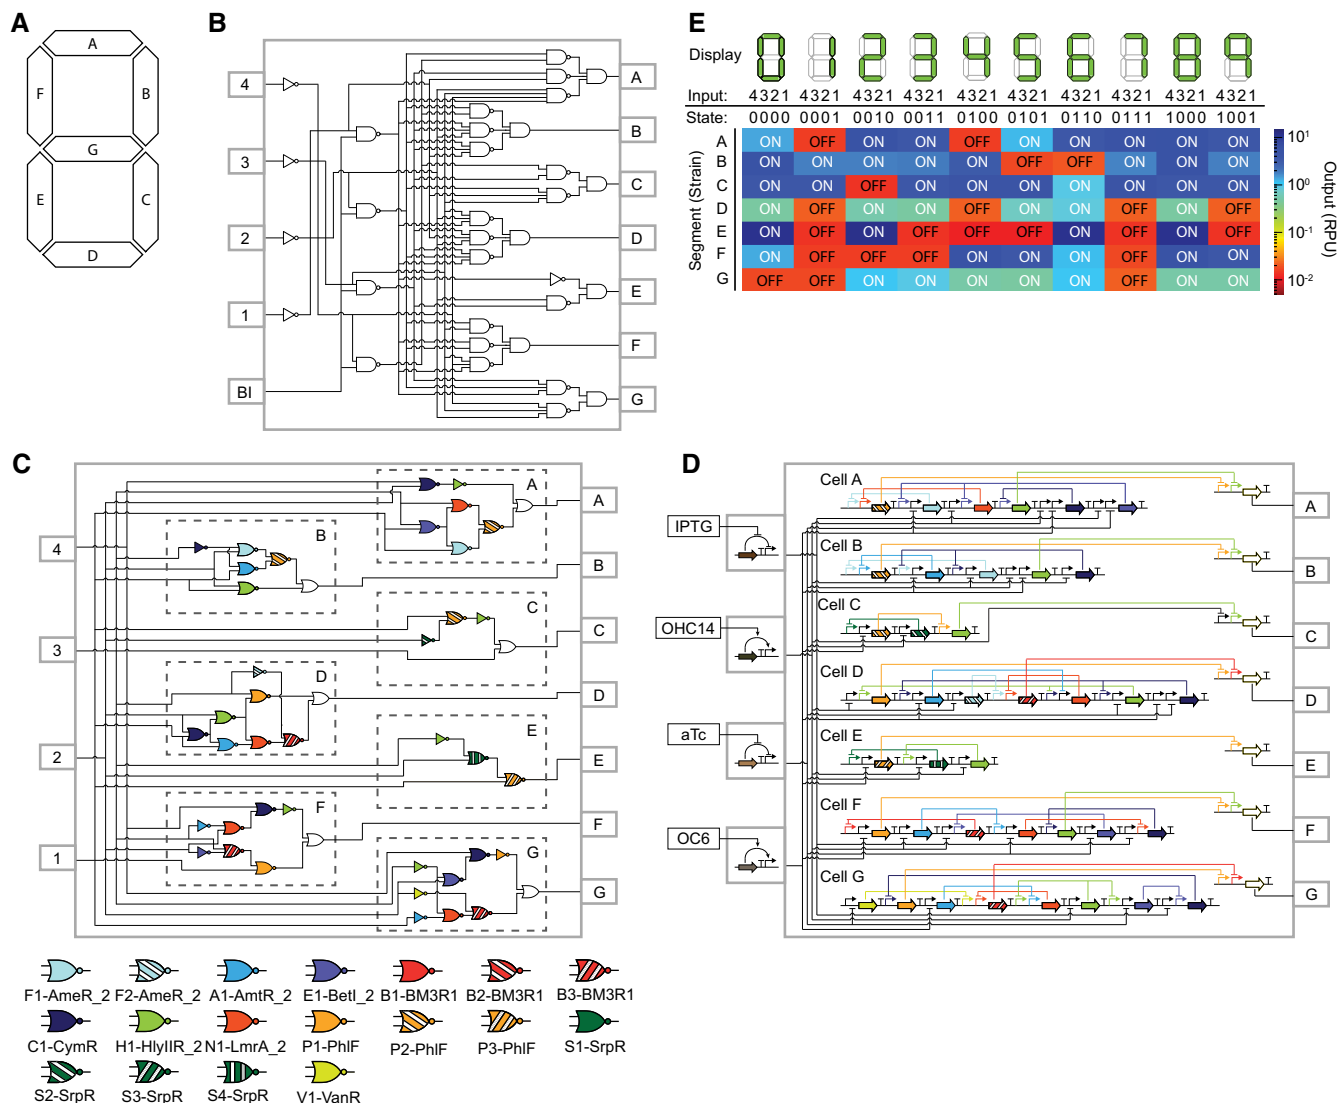 A
A
F
B
G
E
C
D
B
4
3
2
1
BI
A
B
C
D
E
F
G
E
Display
Input: 4321 4321 4321 4321 4321 4321 4321 4321 4321 4321
State: 0000 0001 0010 0011 0100 0101 0110 0111 1000 1001
A ON OFF ON ON OFF ON ON ON ON ON
B ON ON ON ON ON OFF OFF ON ON ON
C ON ON OFF ON ON ON ON ON ON ON
D ON OFF ON ON OFF ON ON OFF ON OFF
E ON OFF ON OFF OFF OFF ON OFF ON OFF
F ON OFF OFF OFF ON ON ON OFF ON ON
G OFF OFF ON ON ON ON ON OFF ON ON
Segment (Strain)
10¹
10⁰
10⁻¹
10⁻²
Output (RPU)
C
4
3
2
1
A
B
C
D
E
F
G
A
B
C
D
E
F
G
D
IPTG
OHC14
aTc
OC6
Cell A
Cell B
Cell C
Cell D
Cell E
Cell F
Cell G
A
B
C
D
E
F
G
F1-AmeR_2 F2-AmeR_2 A1-AmtR_2 E1-BetI_2 B1-BM3R1 B2-BM3R1 B3-BM3R1
C1-CymR H1-HlyIIR_2 N1-LmrA_2 P1-PhlF P2-PhlF P3-PhlF S1-SrpR
S2-SrpR S3-SrpR S4-SrpR V1-VanR